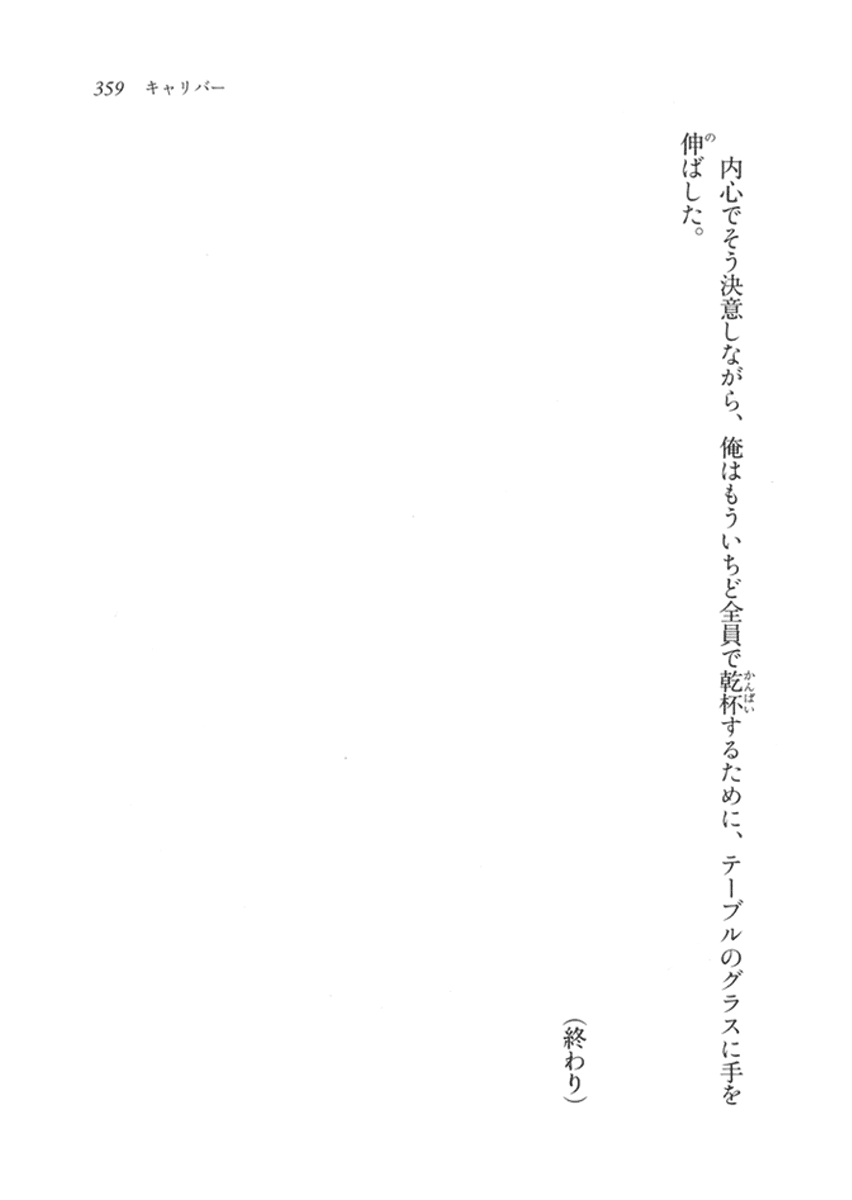 359 キャリバー
内心でそう決意しながら、俺はもういちど全員で乾杯するために、テーブルのグラスに手を
伸ばした。
(終わり)